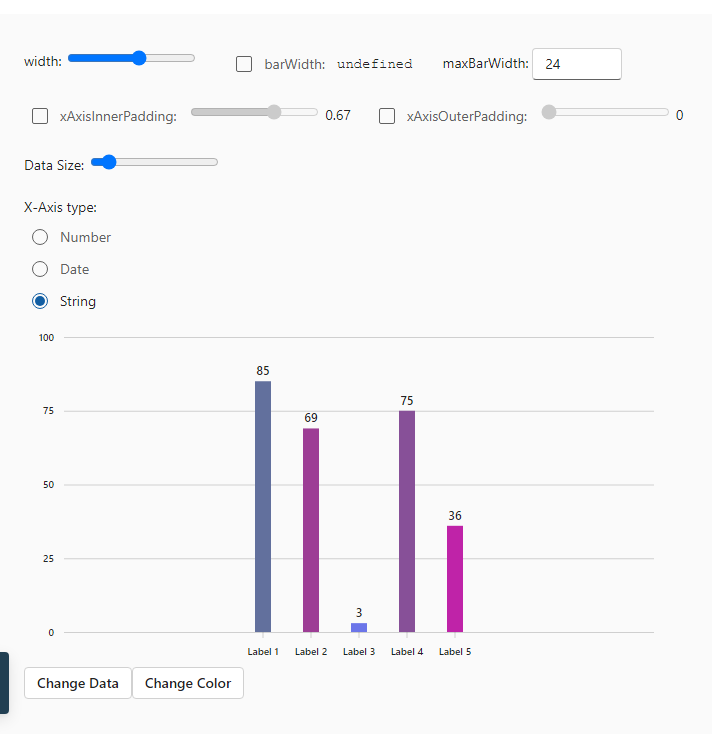 width: barWidth: undefined maxBarWidth: 24
xAxisInnerPadding: 0.67 xAxisOuterPadding: 0
Data Size:
X-Axis type:
Number
Date
String
100
85
75
75
69
50
36
25
3
0
Label 1 Label 2 Label 3 Label 4 Label 5
Change Data Change Color